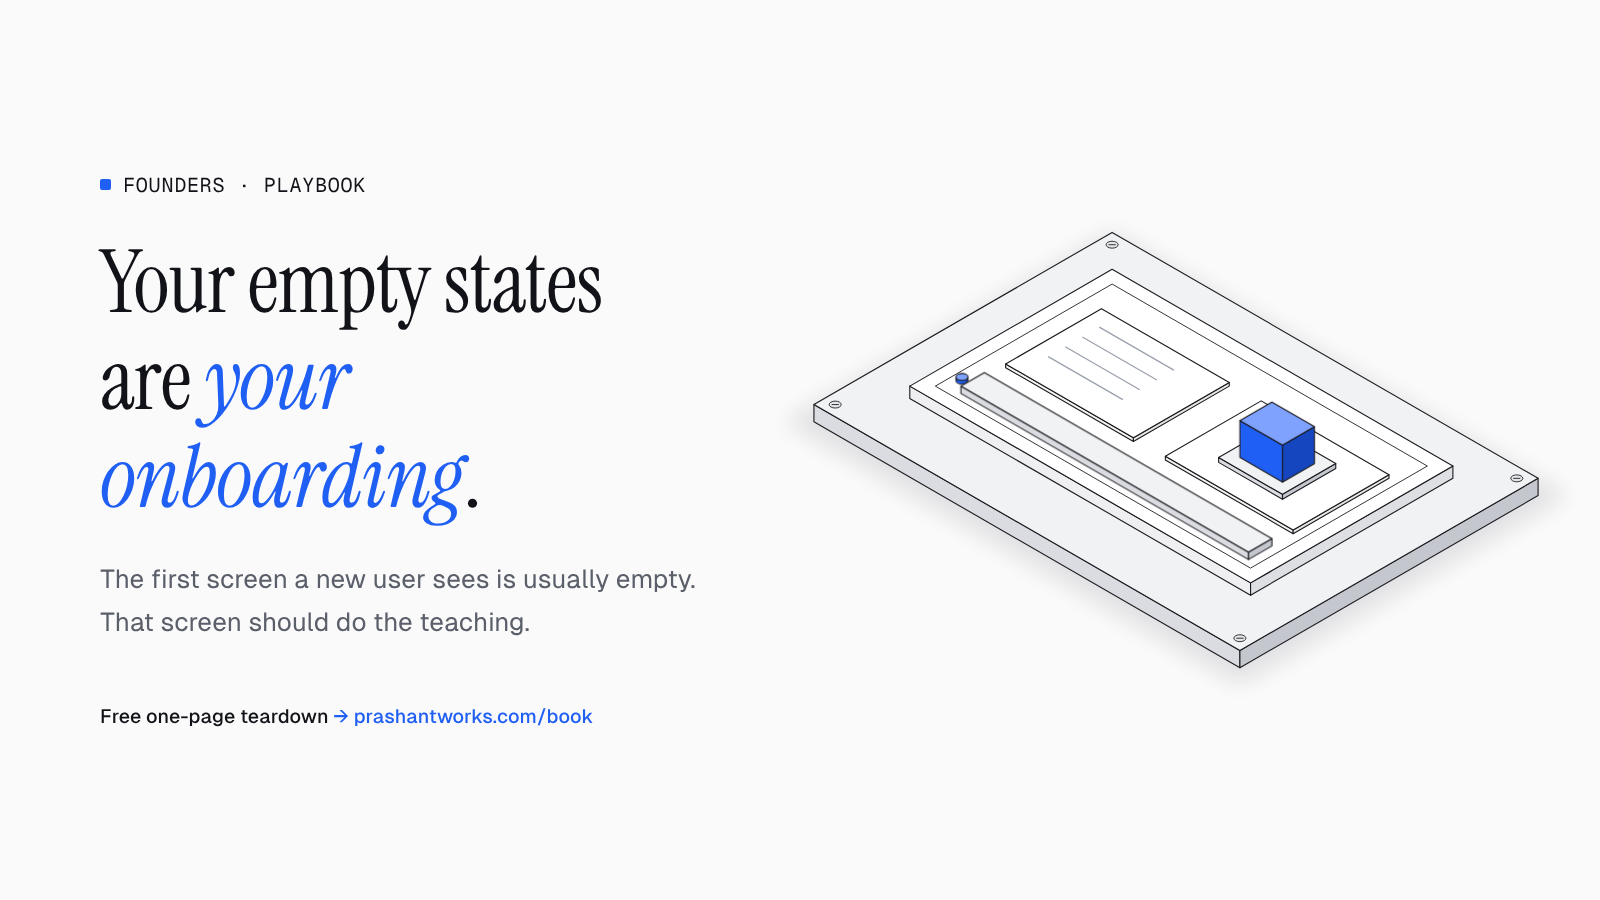 FOUNDERS · PLAYBOOK
Your empty states
are your
onboarding.
The first screen a new user sees is usually empty.
That screen should do the teaching.
Free one-page teardown → prashantworks.com/book